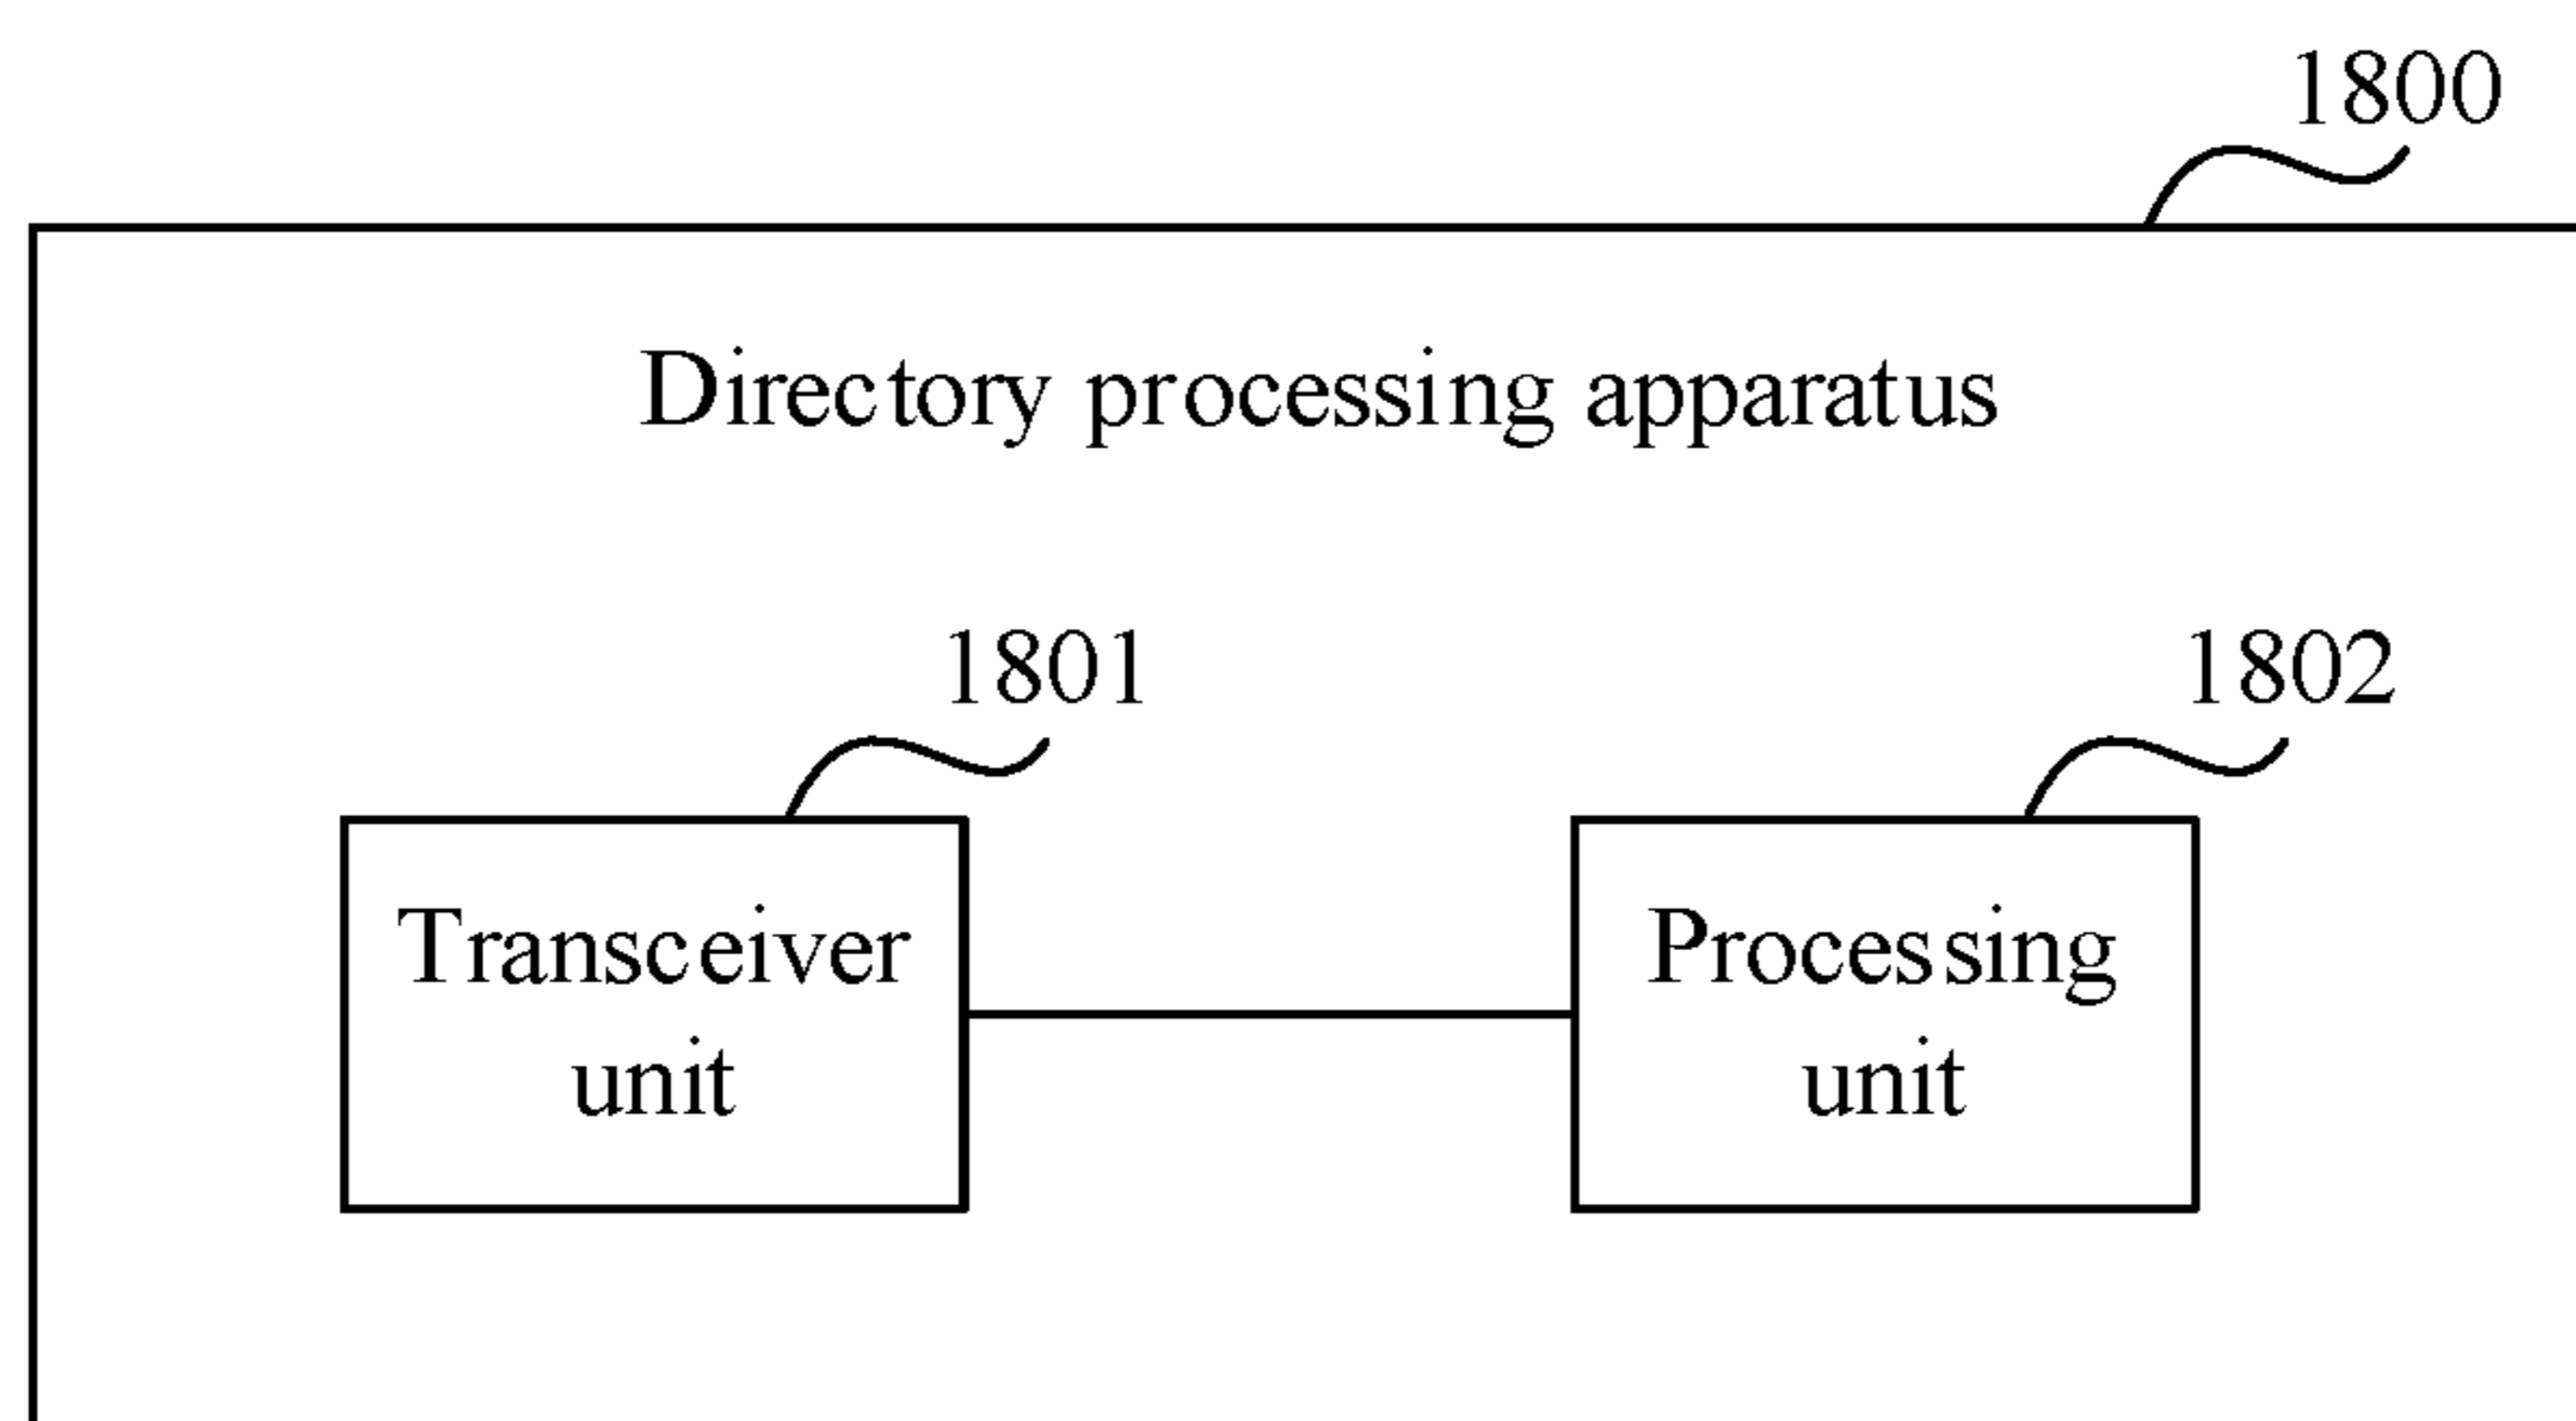 1800
Directory processing apparatus
1801
1802
Transceiver
unit
Processing
unit